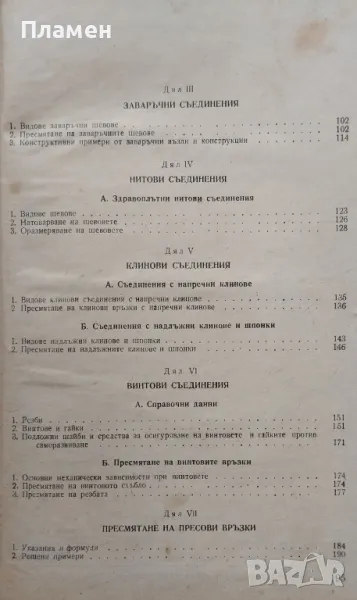 Пламен
Дял III
ЗАВАРЪЧНИ СЪЕДИНЕНИЯ
1. Видове заваръчни шевове 102
2. Пресмятане на заваръчните шевове 102
3. Конструктивни примери от заваръчни възли и конструкции 114
Дял IV
НИТОВИ СЪЕДИНЕНИЯ
А. Здравоплътни нитови съединения
1. Видове шевове 123
2. Натоварване на шевовете 126
3. Оразмеряване на шевовете 128
Дял V
КЛИНОВИ СЪЕДИНЕНИЯ
А. Съединения с напречни клинове
1. Видове клинови съединения с напречни клинове 135
2. Пресмятане на клинови връзки с напречни клинове 136
Б. Съединения с надлъжни клинове и шпонки
1. Видове надлъжни клинове и шпонки 143
2. Пресмятане на надлъжните клинове и шпонки 146
Дял VI
ВИНТОВИ СЪЕДИНЕНИЯ
А. Справочни данни
1. Резби 151
2. Винтове и гайки 151
3. Подложни шайби и средства за осигуряване на винтовете и гайките против
саморазвиване 171
Б. Пресмятане на винтовите връзки
1. Основни механически зависимости при винтовете 174
2. Пресмятане на винтовото стъбло 174
3. Пресмятане на резбата 177
Дял VII
ПРЕСМЯТАНЕ НА ПРЕСОВИ ВРЪЗКИ
1. Указания и формули 184
2. Решени примери 190
bazar